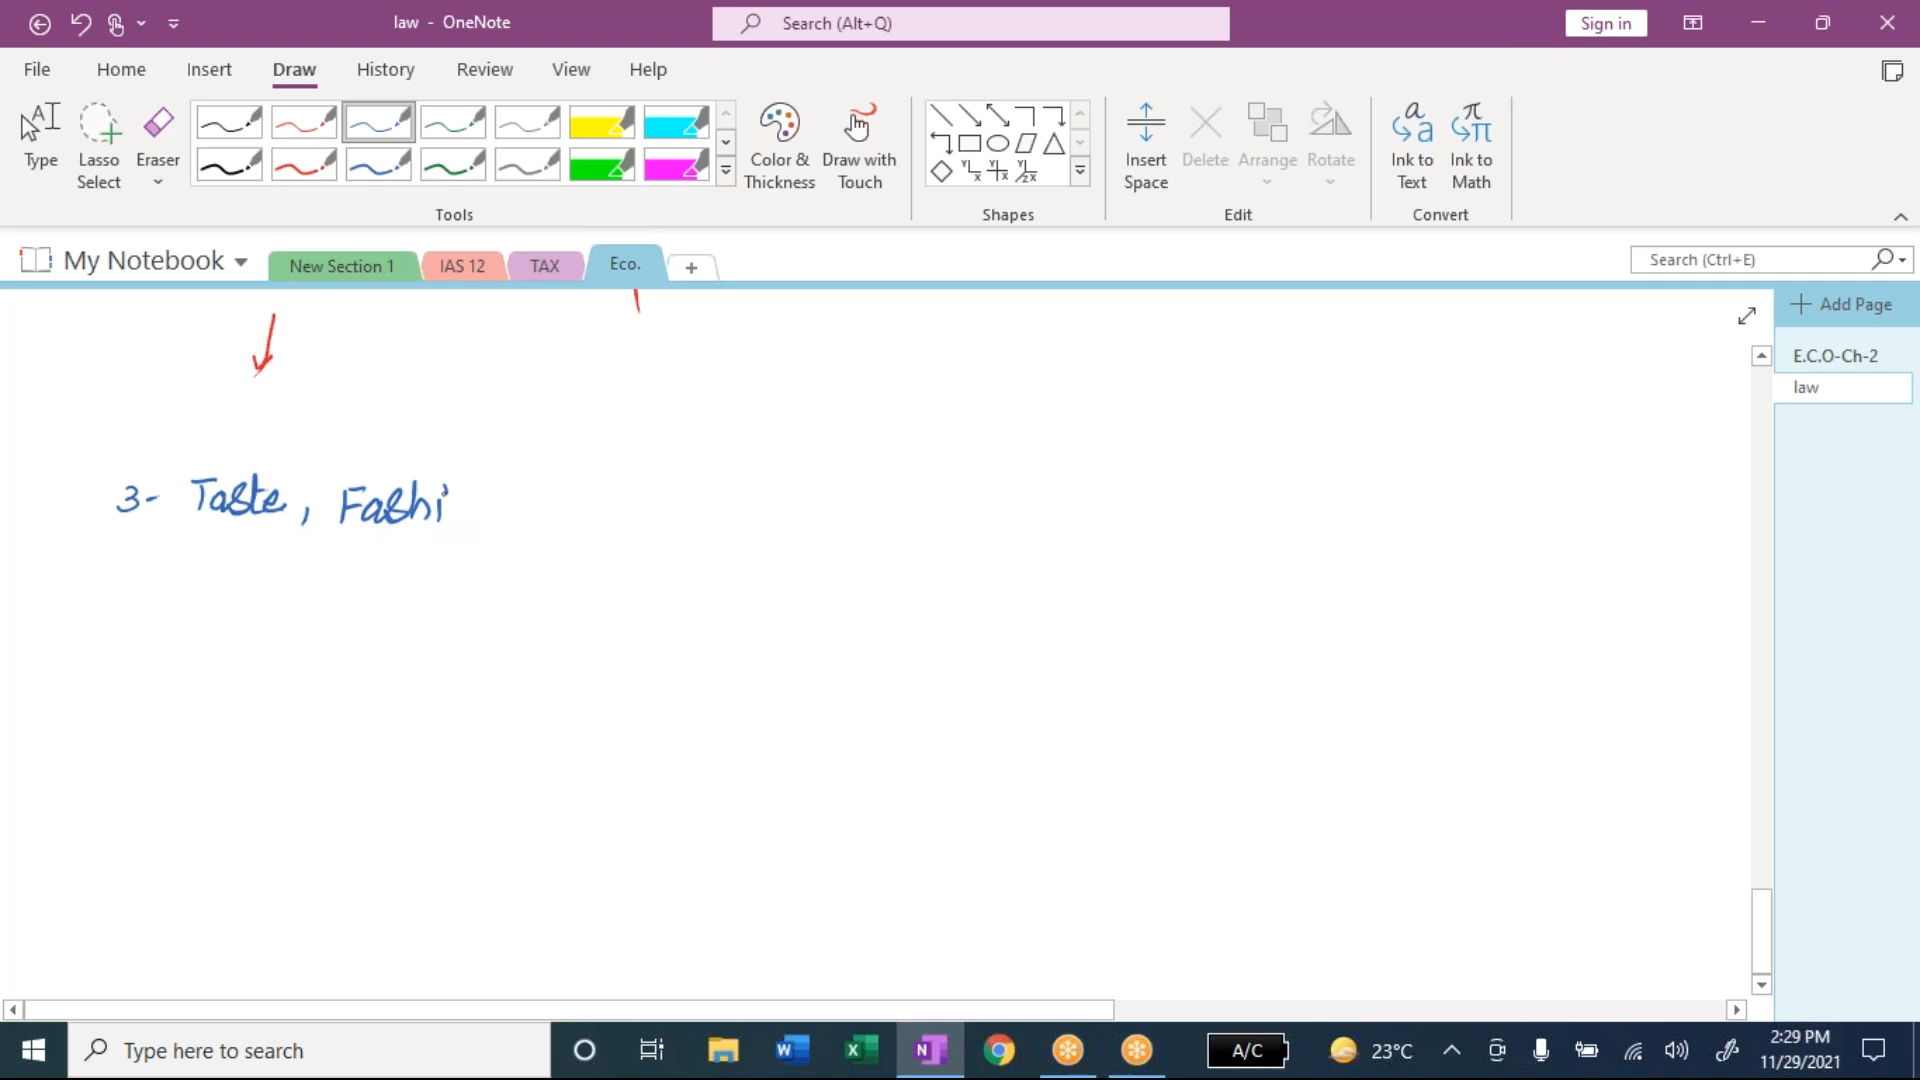 law - OneNote
Search (Alt+Q)
Sign in
File Home Insert Draw History Review View Help
Type
Lasso Select
Eraser
Color & Thickness
Draw with Touch
Insert Space
Delete
Arrange
Rotate
Ink to Text
Ink to Math
Tools
Shapes
Edit
Convert
My Notebook
New Section 1
IAS 12
TAX
Eco.
Search (Ctrl+E)
Add Page
E.C.O-Ch-2
law
3- Taste, Fashi
Type here to search
A/C
23°C
2:29 PM
11/29/2021